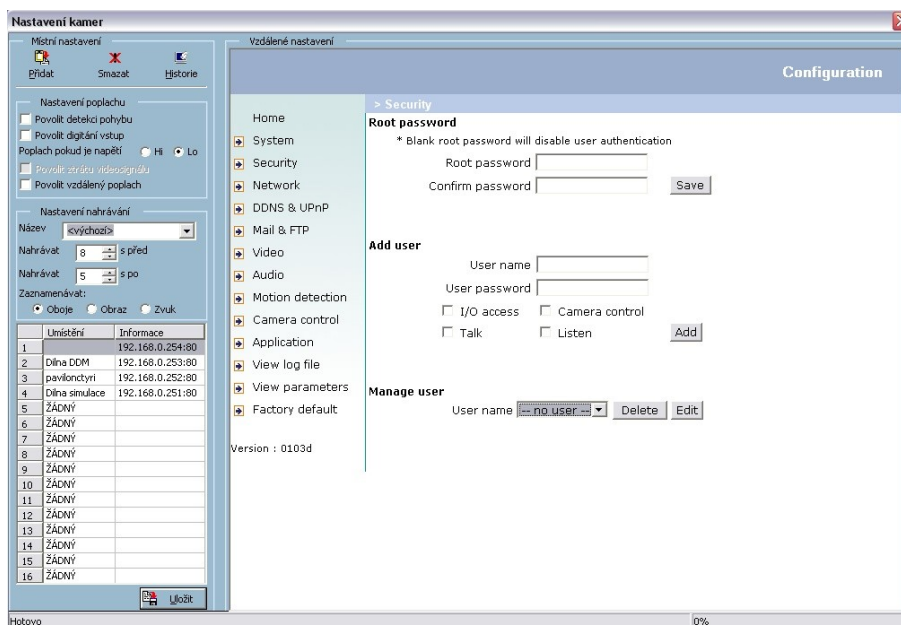 Nastavení kamer
Místní nastavení
Přidat Smazat Historie
Nastavení poplachu
Povolit detekci pohybu
Povolit digitání vstup
Poplach pokud je napětí Hi Lo
Povolit ztrátu videosignálu
Povolit vzdálený poplach
Nastavení nahrávání
Název <výchozí>
Nahrávat 8 s před
Nahrávat 5 s po
Zaznamenávat:
Oboje Obraz Zvuk
Umístění Informace
1 192.168.0.254:80
2 Dílna DDM 192.168.0.253:80
3 pavilonctyri 192.168.0.252:80
4 Dílna simulace 192.168.0.251:80
5 ŽÁDNÝ
6 ŽÁDNÝ
7 ŽÁDNÝ
8 ŽÁDNÝ
9 ŽÁDNÝ
10 ŽÁDNÝ
11 ŽÁDNÝ
12 ŽÁDNÝ
13 ŽÁDNÝ
14 ŽÁDNÝ
15 ŽÁDNÝ
16 ŽÁDNÝ
Uložit
Vzdálené nastavení
Configuration
Home
System
Security
Network
DDNS & UPnP
Mail & FTP
Video
Audio
Motion detection
Camera control
Application
View log file
View parameters
Factory default
Version : 0103d
> Security
Root password
* Blank root password will disable user authentication
Root password
Confirm password Save
Add user
User name
User password
I/O access Camera control
Talk Listen Add
Manage user
User name -- no user -- Delete Edit
Hotovo 0%